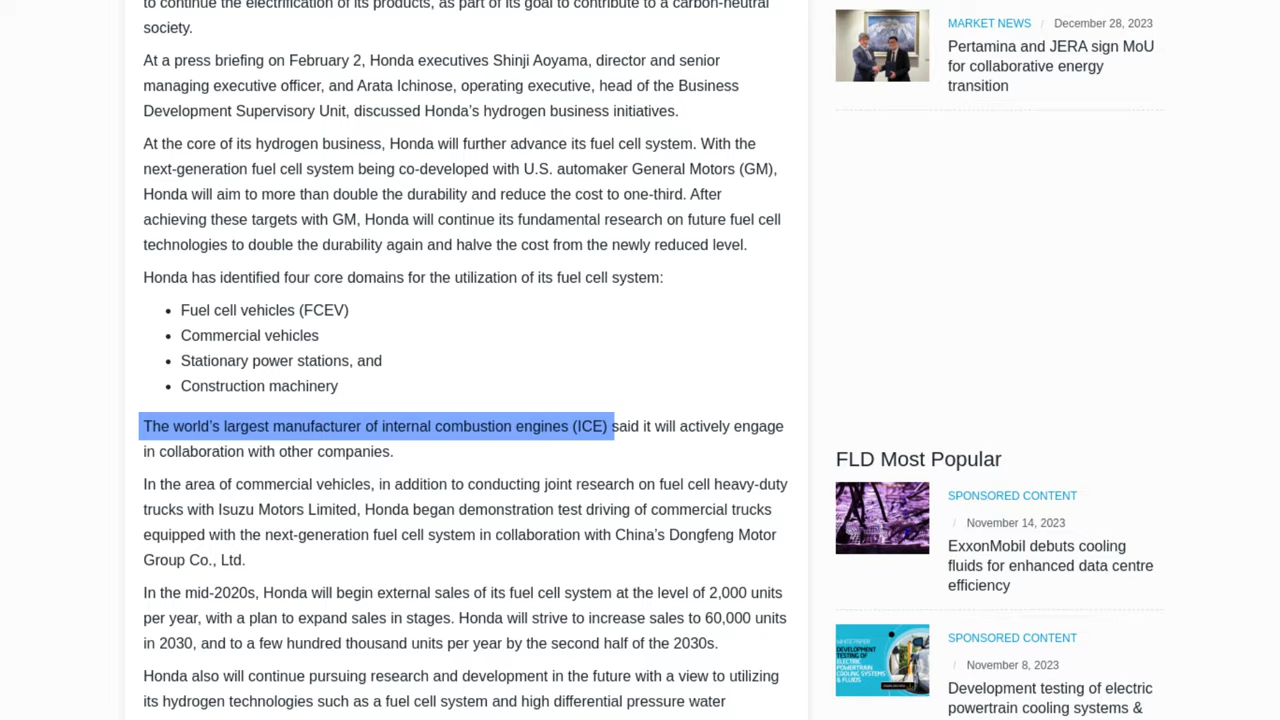 to continue the electrification of its products, as part of its goal to contribute to a carbon-neutral
society.
At a press briefing on February 2, Honda executives Shinji Aoyama, director and senior
managing executive officer, and Arata Ichinose, operating executive, head of the Business
Development Supervisory Unit, discussed Honda’s hydrogen business initiatives.
At the core of its hydrogen business, Honda will further advance its fuel cell system. With the
next-generation fuel cell system being co-developed with U.S. automaker General Motors (GM),
Honda will aim to more than double the durability and reduce the cost to one-third. After
achieving these targets with GM, Honda will continue its fundamental research on future fuel cell
technologies to double the durability again and halve the cost from the newly reduced level.
Honda has identified four core domains for the utilization of its fuel cell system:
• Fuel cell vehicles (FCEV)
• Commercial vehicles
• Stationary power stations, and
• Construction machinery
The world’s largest manufacturer of internal combustion engines (ICE) said it will actively engage
in collaboration with other companies.
In the area of commercial vehicles, in addition to conducting joint research on fuel cell heavy-duty
trucks with Isuzu Motors Limited, Honda began demonstration test driving of commercial trucks
equipped with the next-generation fuel cell system in collaboration with China’s Dongfeng Motor
Group Co., Ltd.
In the mid-2020s, Honda will begin external sales of its fuel cell system at the level of 2,000 units
per year, with a plan to expand sales in stages. Honda will strive to increase sales to 60,000 units
in 2030, and to a few hundred thousand units per year by the second half of the 2030s.
Honda also will continue pursuing research and development in the future with a view to utilizing
its hydrogen technologies such as a fuel cell system and high differential pressure water
MARKET NEWS / December 28, 2023
Pertamina and JERA sign MoU
for collaborative energy
transition
FLD Most Popular
SPONSORED CONTENT
/ November 14, 2023
ExxonMobil debuts cooling
fluids for enhanced data centre
efficiency
WHITEPAPER
DEVELOPMENT
TESTING OF
ELECTRIC
POWERTRAIN
COOLING SYSTEMS
& FLUIDS
SPONSORED CONTENT
/ November 8, 2023
Development testing of electric
powertrain cooling systems &